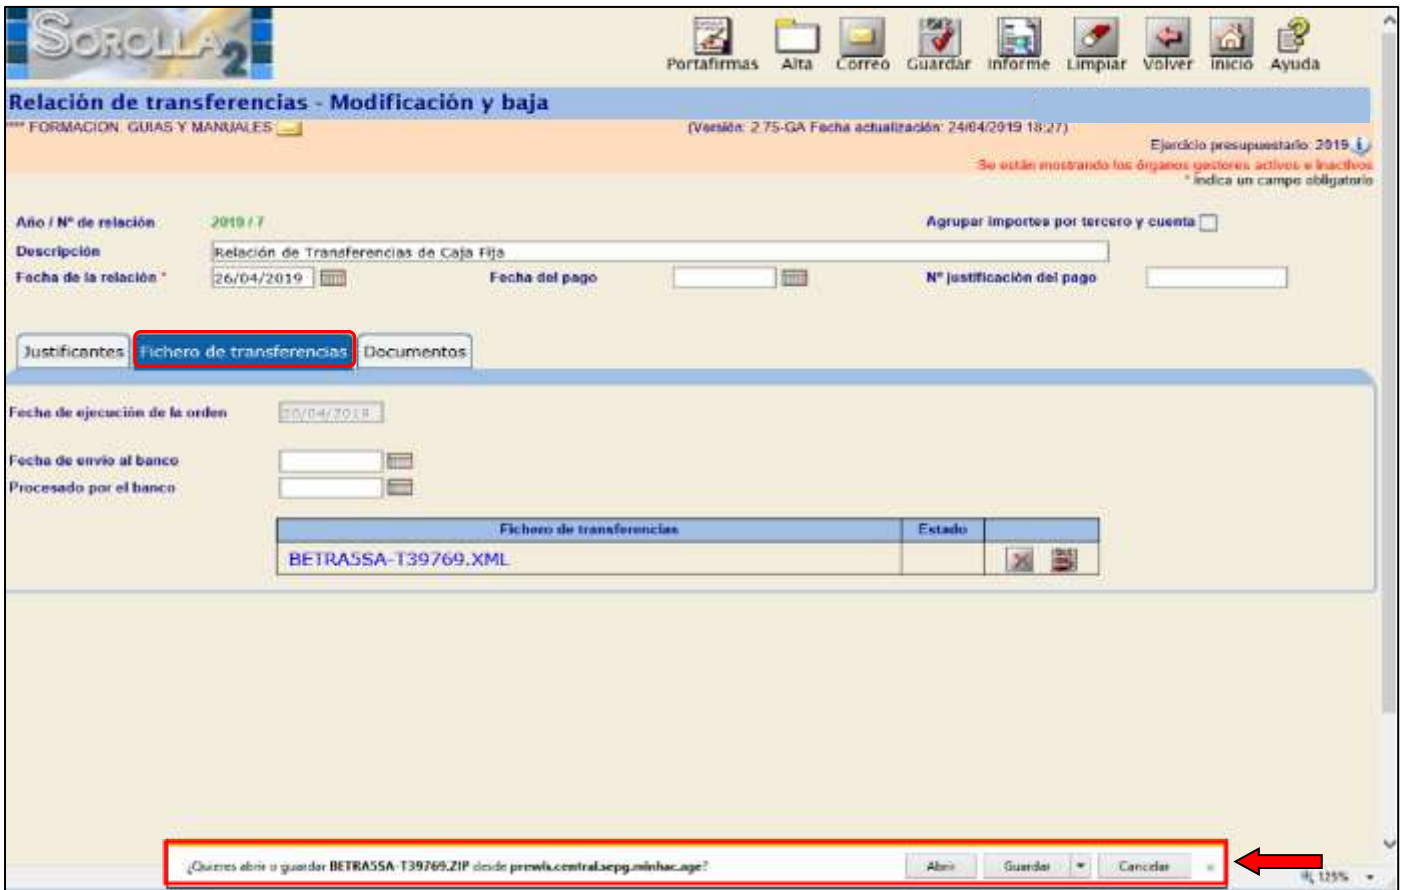 SOROLLA2
Portafirmas Alta Correo Guardar Informe Limpiar Volver Inicio Ayuda
Relación de transferencias - Modificación y baja
*** FORMACION. GUIAS Y MANUALES (Versión: 2.75-GA Fecha actualización: 24/04/2019 18:27)
Ejercicio presupuestario: 2019
Se están mostrando los órganos gestores activos e inactivos
* indica un campo obligatorio
Año / Nº de relación 2019 / 7 Agrupar importes por tercero y cuenta
Descripción Relación de Transferencias de Caja Fija
Fecha de la relación * 26/04/2019 Fecha del pago Nº justificación del pago
Justificantes Fichero de transferencias Documentos
Fecha de ejecución de la orden /04/2019
Fecha de envío al banco
Procesado por el banco
Fichero de transferencias Estado
BETRA5SA-T39769.XML
¿Quieres abrir o guardar BETRA5SA-T39769.ZIP desde prewls.central.sepg.minhac.age? Abrir Guardar Cancelar ×
125%